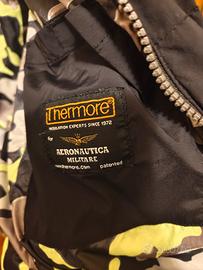 Thermore®
INSULATION EXPERTS SINCE 1972
for
AERONAUTICA
MILITARE
www.thermore.com patented